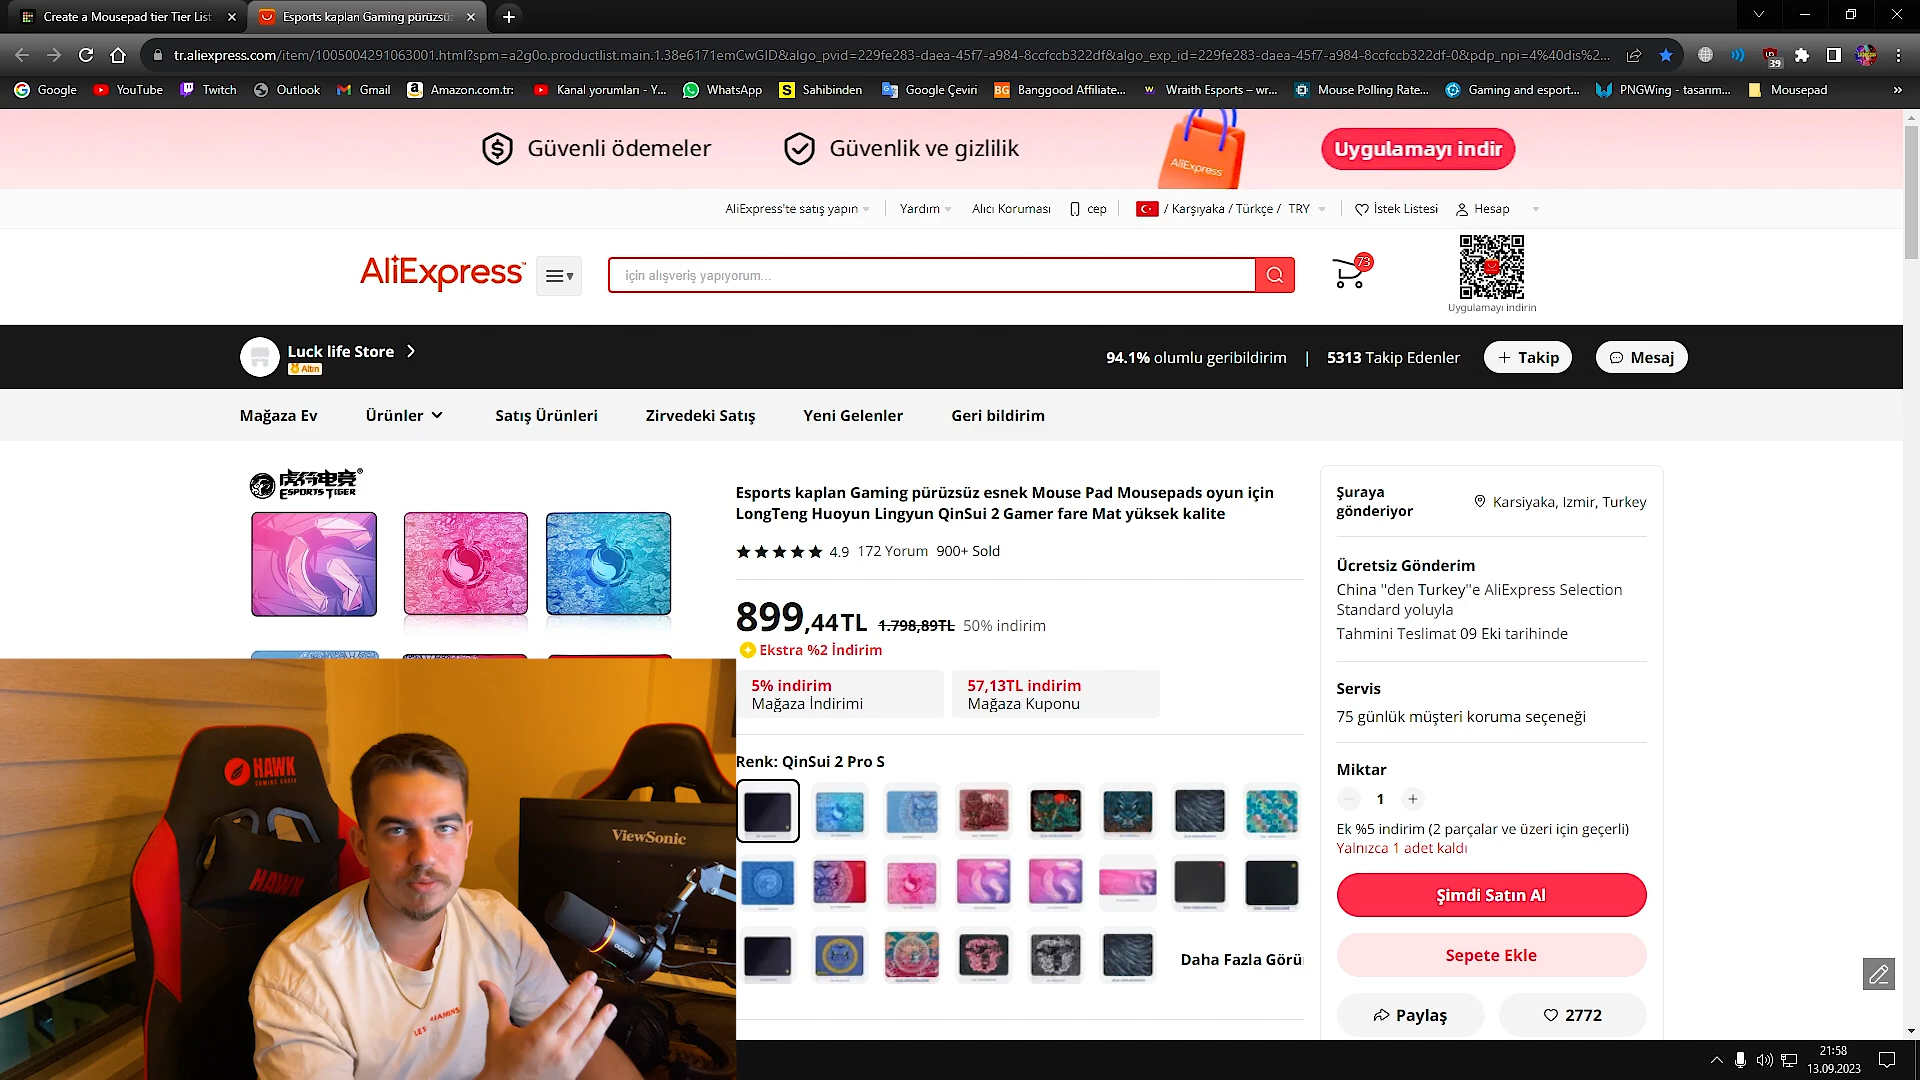 Create a Mousepad tier Tier List
Esports kaplan Gaming pürüzsüz
tr.aliexpress.com/item/1005004291063001.html?spm=a2g0o.productlist.main.1.38e6171emCwGID&algo_pvid=229fe283-daea-45f7-a984-8ccfccb322df&algo_exp_id=229fe283-daea-45f7-a984-8ccfccb322df-0&pdp_npi=4%40dis%2...
39
Google
YouTube
Twitch
Outlook
Gmail
Amazon.com.tr:
Kanal yorumları - Y...
WhatsApp
Sahibinden
Google Çeviri
BG Banggood Affiliate...
Wraith Esports – wr...
Mouse Polling Rate...
Gaming and esport...
PNGWing - tasarım...
Mousepad
»
Güvenli ödemeler
Güvenlik ve gizlilik
AliExpress
Uygulamayı indir
AliExpress'te satış yapın
Yardım
Alıcı Koruması
cep
/ Karşıyaka / Türkçe / TRY
İstek Listesi
Hesap
AliExpress
için alışveriş yapıyorum...
73
Uygulamayı indirin
Luck life Store
Altın
94.1% olumlu geribildirim | 5313 Takip Edenler
+ Takip
Mesaj
Mağaza Ev
Ürünler
Satış Ürünleri
Zirvedeki Satış
Yeni Gelenler
Geri bildirim
虎符电竞®
ESPORTS TIGER
Esports kaplan Gaming pürüzsüz esnek Mouse Pad Mousepads oyun için
LongTeng Huoyun Lingyun QinSui 2 Gamer fare Mat yüksek kalite
4.9 172 Yorum 900+ Sold
899,44TL 1.798,89TL 50% indirim
Ekstra %2 İndirim
5% indirim
Mağaza İndirimi
57,13TL indirim
Mağaza Kuponu
Renk: QinSui 2 Pro S
Daha Fazla Görü
Şuraya
gönderiyor
Karsiyaka, Izmir, Turkey
Ücretsiz Gönderim
China "den Turkey"e AliExpress Selection
Standard yoluyla
Tahmini Teslimat 09 Eki tarihinde
Servis
75 günlük müşteri koruma seçeneği
Miktar
1
Ek %5 indirim (2 parçalar ve üzeri için geçerli)
Yalnızca 1 adet kaldı
Şimdi Satın Al
Sepete Ekle
Paylaş
2772
HAWK
GAMING CHAIR
HAWK
ViewSonic
maono
21:58
13.09.2023